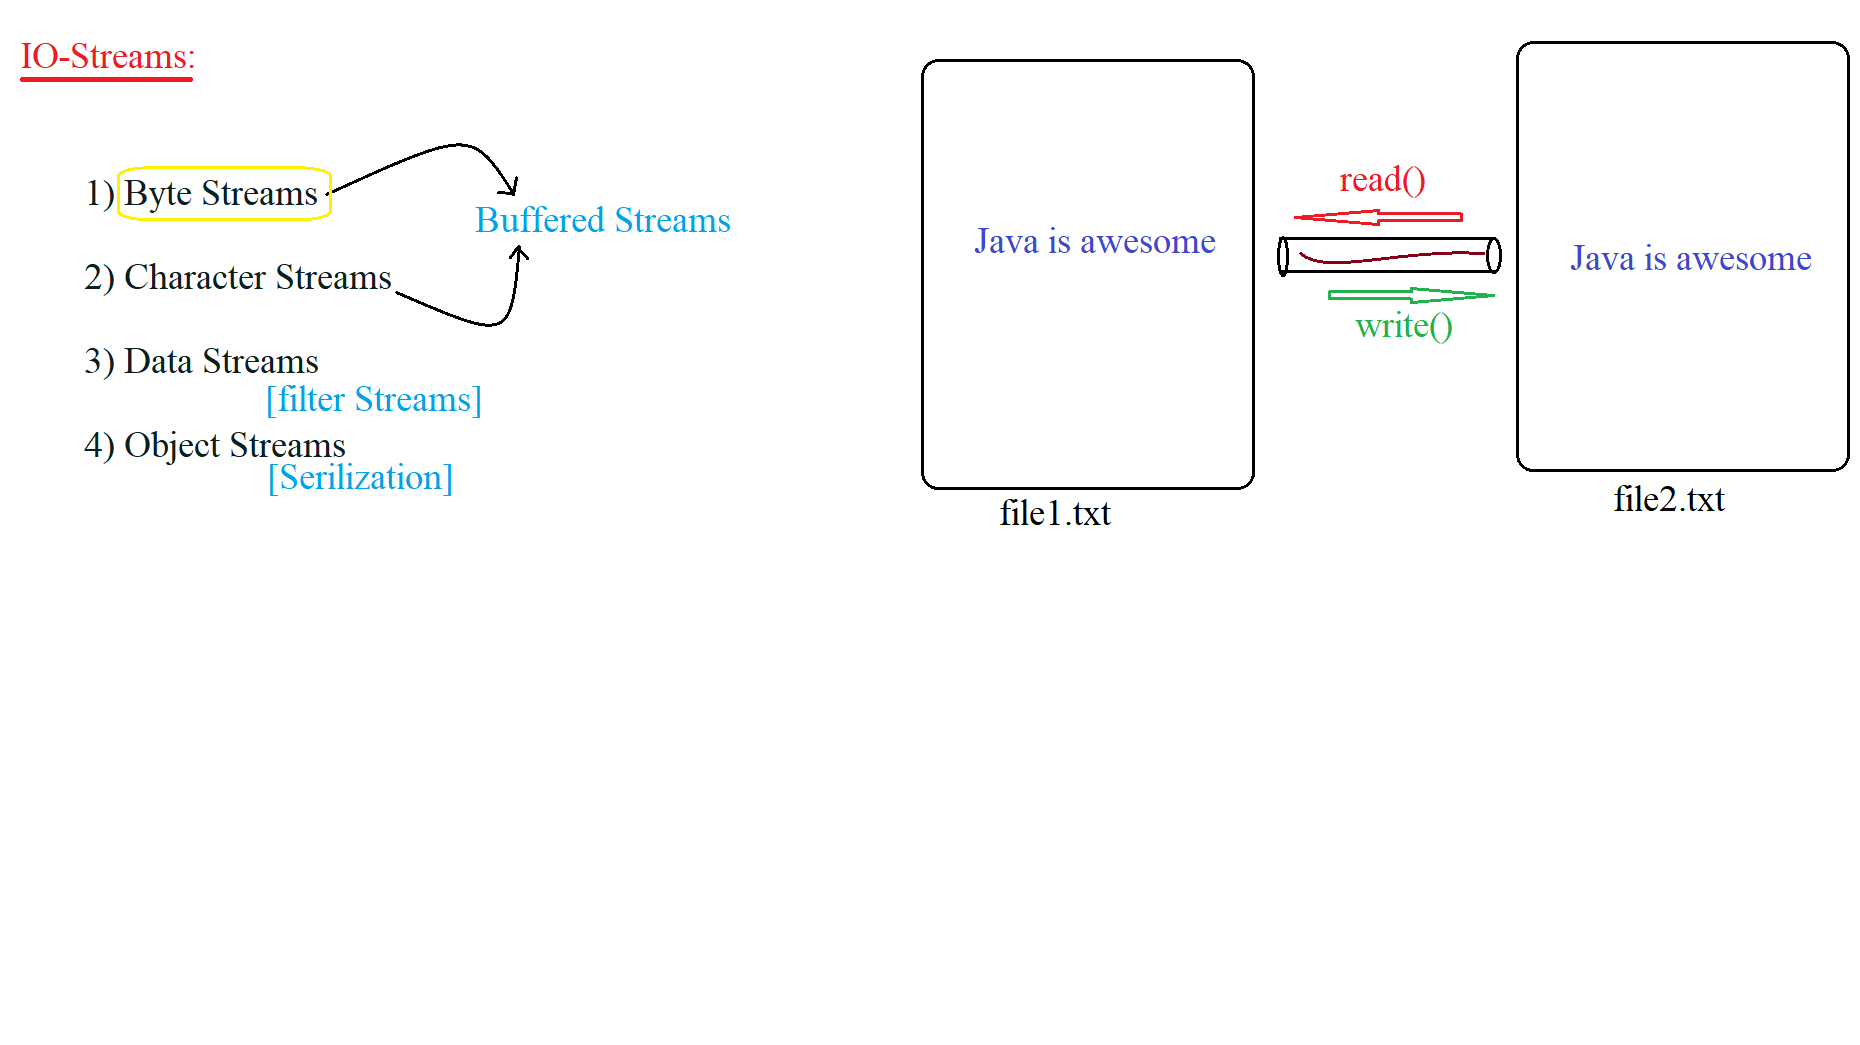 IO-Streams:
1) Byte Streams
Buffered Streams
2) Character Streams
3) Data Streams
[filter Streams]
4) Object Streams
[Serilization]
Java is awesome
file1.txt
read()
write()
Java is awesome
file2.txt